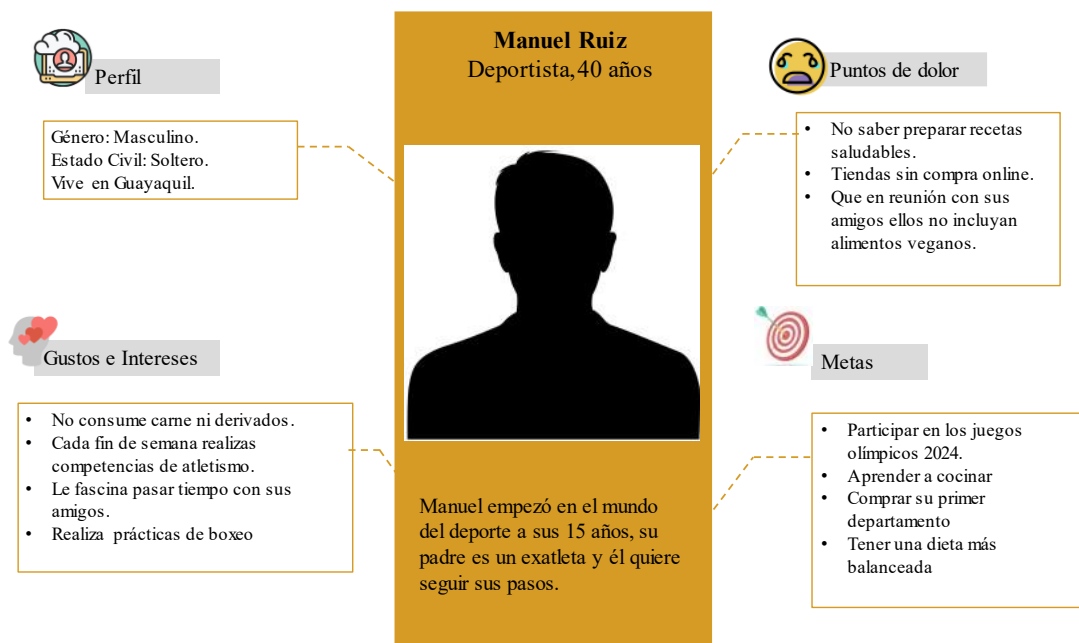 Manuel Ruiz
Deportista, 40 años
Perfil
Género: Masculino.
Estado Civil: Soltero.
Vive en Guayaquil.
Gustos e Intereses
• No consume carne ni derivados.
• Cada fin de semana realizas
competencias de atletismo.
• Le fascina pasar tiempo con sus
amigos.
• Realiza prácticas de boxeo
Manuel empezó en el mundo
del deporte a sus 15 años, su
padre es un exatleta y él quiere
seguir sus pasos.
Puntos de dolor
• No saber preparar recetas
saludables.
• Tiendas sin compra online.
• Que en reunión con sus
amigos ellos no incluyan
alimentos veganos.
Metas
• Participar en los juegos
olímpicos 2024.
• Aprender a cocinar
• Comprar su primer
departamento
• Tener una dieta más
balanceada